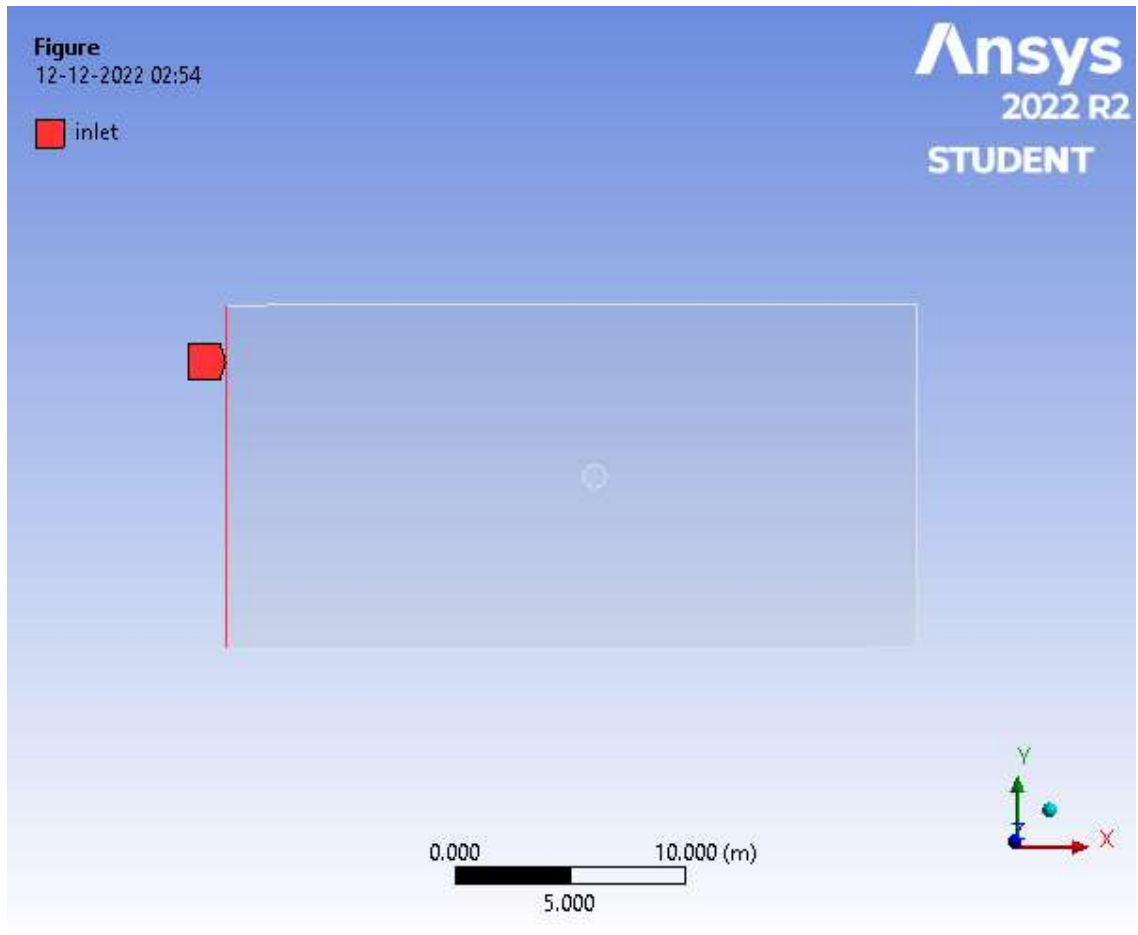 Figure
12-12-2022 02:54
inlet
Ansys
2022 R2
STUDENT
Y
Z
X
0.000 10.000 (m)
5.000